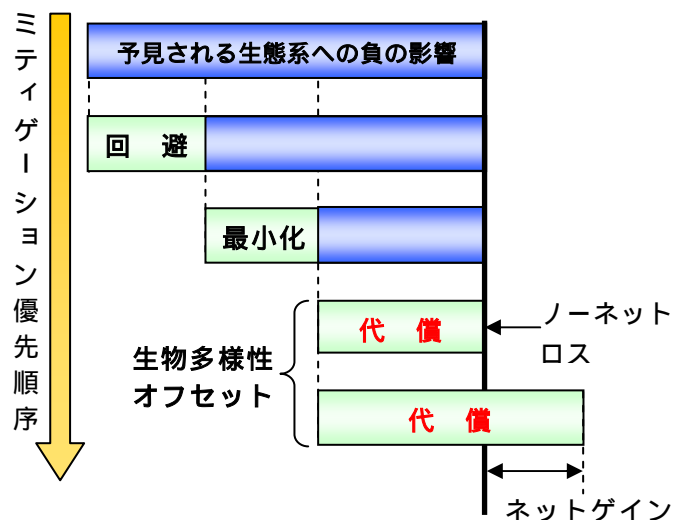 ミティゲーション優先順序
予見される生態系への負の影響
回 避
最小化
代 償
ノーネット
ロス
生物多様性
オフセット
代 償
ネットゲイン